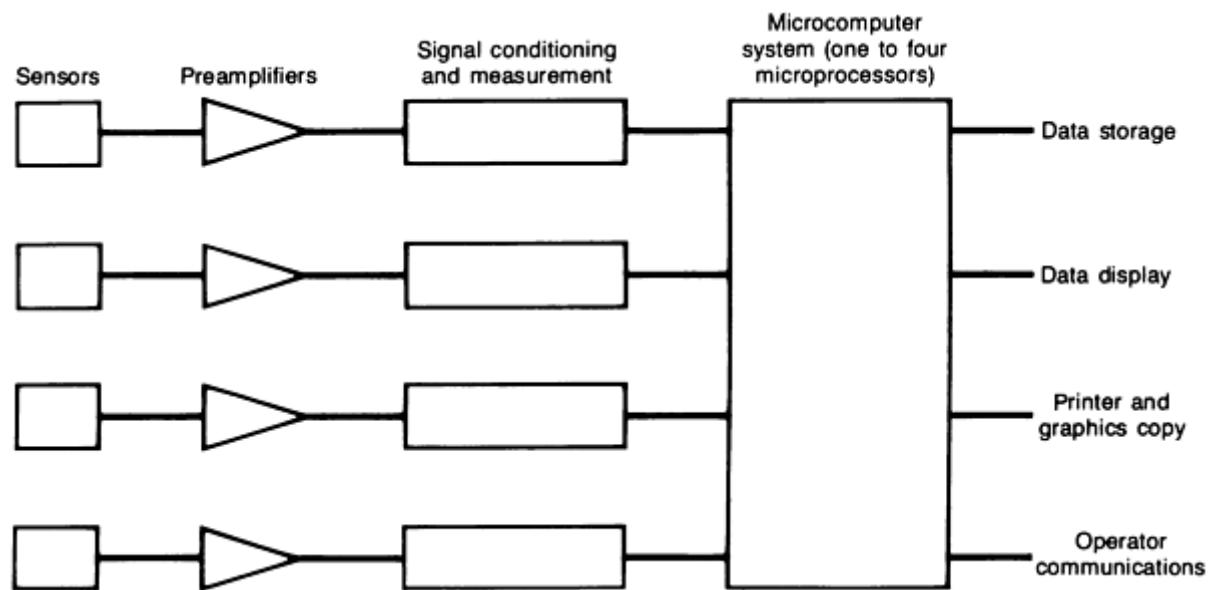 Sensors
Preamplifiers
Signal conditioning
and measurement
Microcomputer
system (one to four
microprocessors)
Data storage
Data display
Printer and
graphics copy
Operator
communications